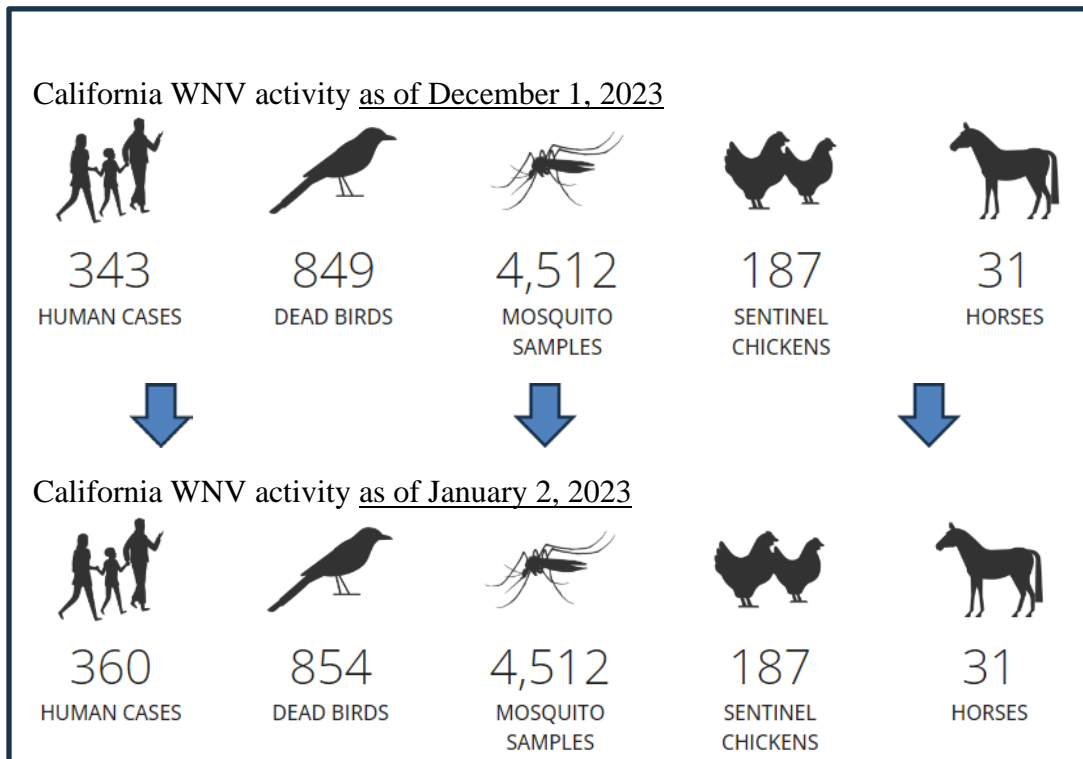 California WNV activity as of December 1, 2023
343 849 4,512 187 31
HUMAN CASES DEAD BIRDS MOSQUITO SAMPLES SENTINEL CHICKENS HORSES
California WNV activity as of January 2, 2023
360 854 4,512 187 31
HUMAN CASES DEAD BIRDS MOSQUITO SAMPLES SENTINEL CHICKENS HORSES